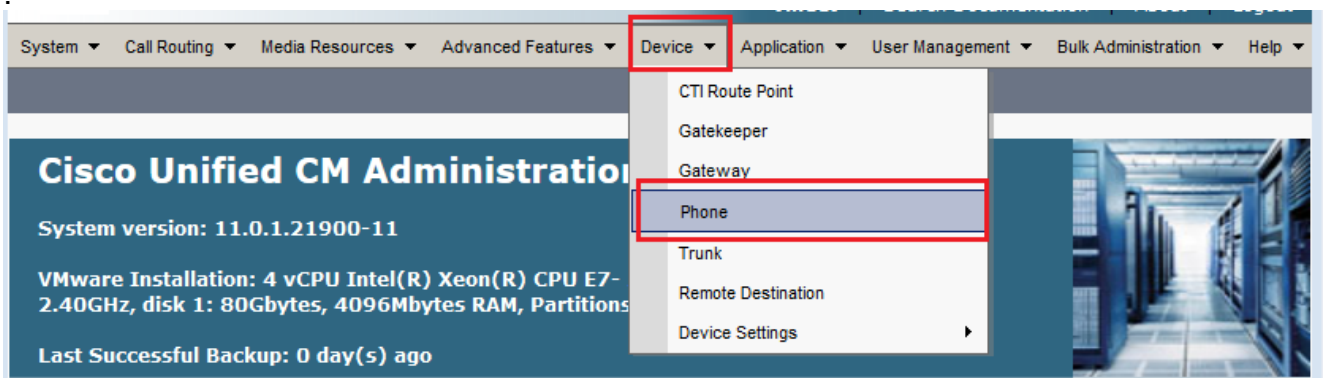 System Call Routing Media Resources Advanced Features Device Application User Management Bulk Administration Help
CTI Route Point
Gatekeeper
Gateway
Phone
Trunk
Remote Destination
Device Settings
Cisco Unified CM Administration
System version: 11.0.1.21900-11
VMware Installation: 4 vCPU Intel(R) Xeon(R) CPU E7-
2.40GHz, disk 1: 80Gbytes, 4096Mbytes RAM, Partitions
Last Successful Backup: 0 day(s) ago